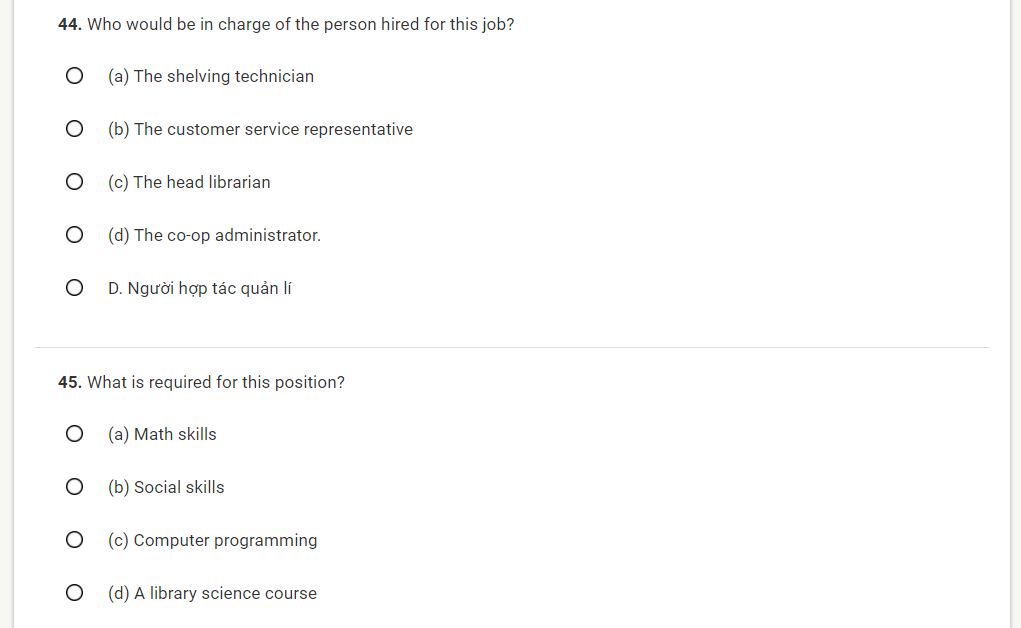 44. Who would be in charge of the person hired for this job?
(a) The shelving technician
(b) The customer service representative
(c) The head librarian
(d) The co-op administrator.
D. Người hợp tác quản lí
45. What is required for this position?
(a) Math skills
(b) Social skills
(c) Computer programming
(d) A library science course